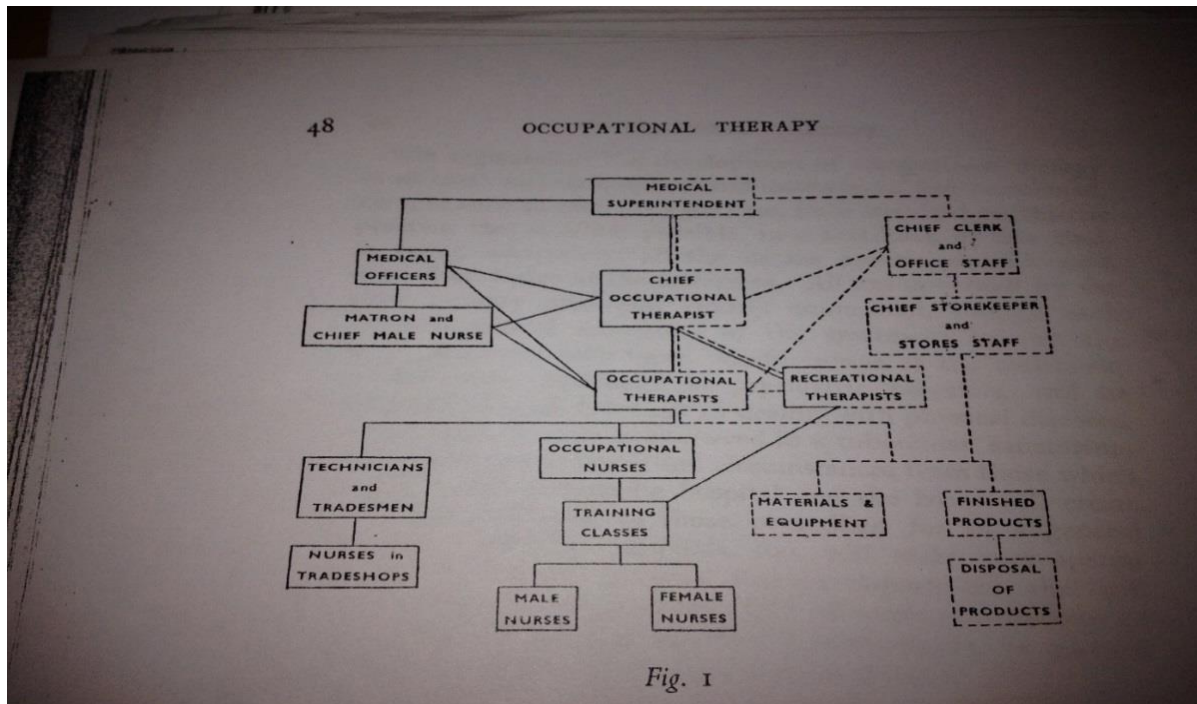 48
OCCUPATIONAL THERAPY
MEDICAL
SUPERINTENDENT
CHIEF CLERK
and
OFFICE STAFF
MEDICAL
OFFICERS
CHIEF
OCCUPATIONAL
THERAPIST
MATRON and
CHIEF MALE NURSE
CHIEF STOREKEEPER
and
STORES STAFF
OCCUPATIONAL
THERAPISTS
RECREATIONAL
THERAPISTS
TECHNICIANS
and
TRADESMEN
OCCUPATIONAL
NURSES
MATERIALS &
EQUIPMENT
FINISHED
PRODUCTS
TRAINING
CLASSES
NURSES in
TRADESHOPS
DISPOSAL
OF
PRODUCTS
MALE
NURSES
FEMALE
NURSES
Fig. 1